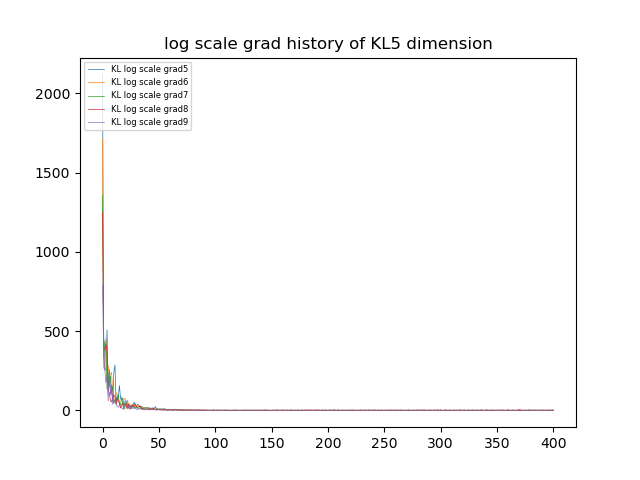 log scale grad history of KL5 dimension
KL log scale grad5
KL log scale grad6
KL log scale grad7
KL log scale grad8
KL log scale grad9
2000
1500
1000
500
0
0 50 100 150 200 250 300 350 400